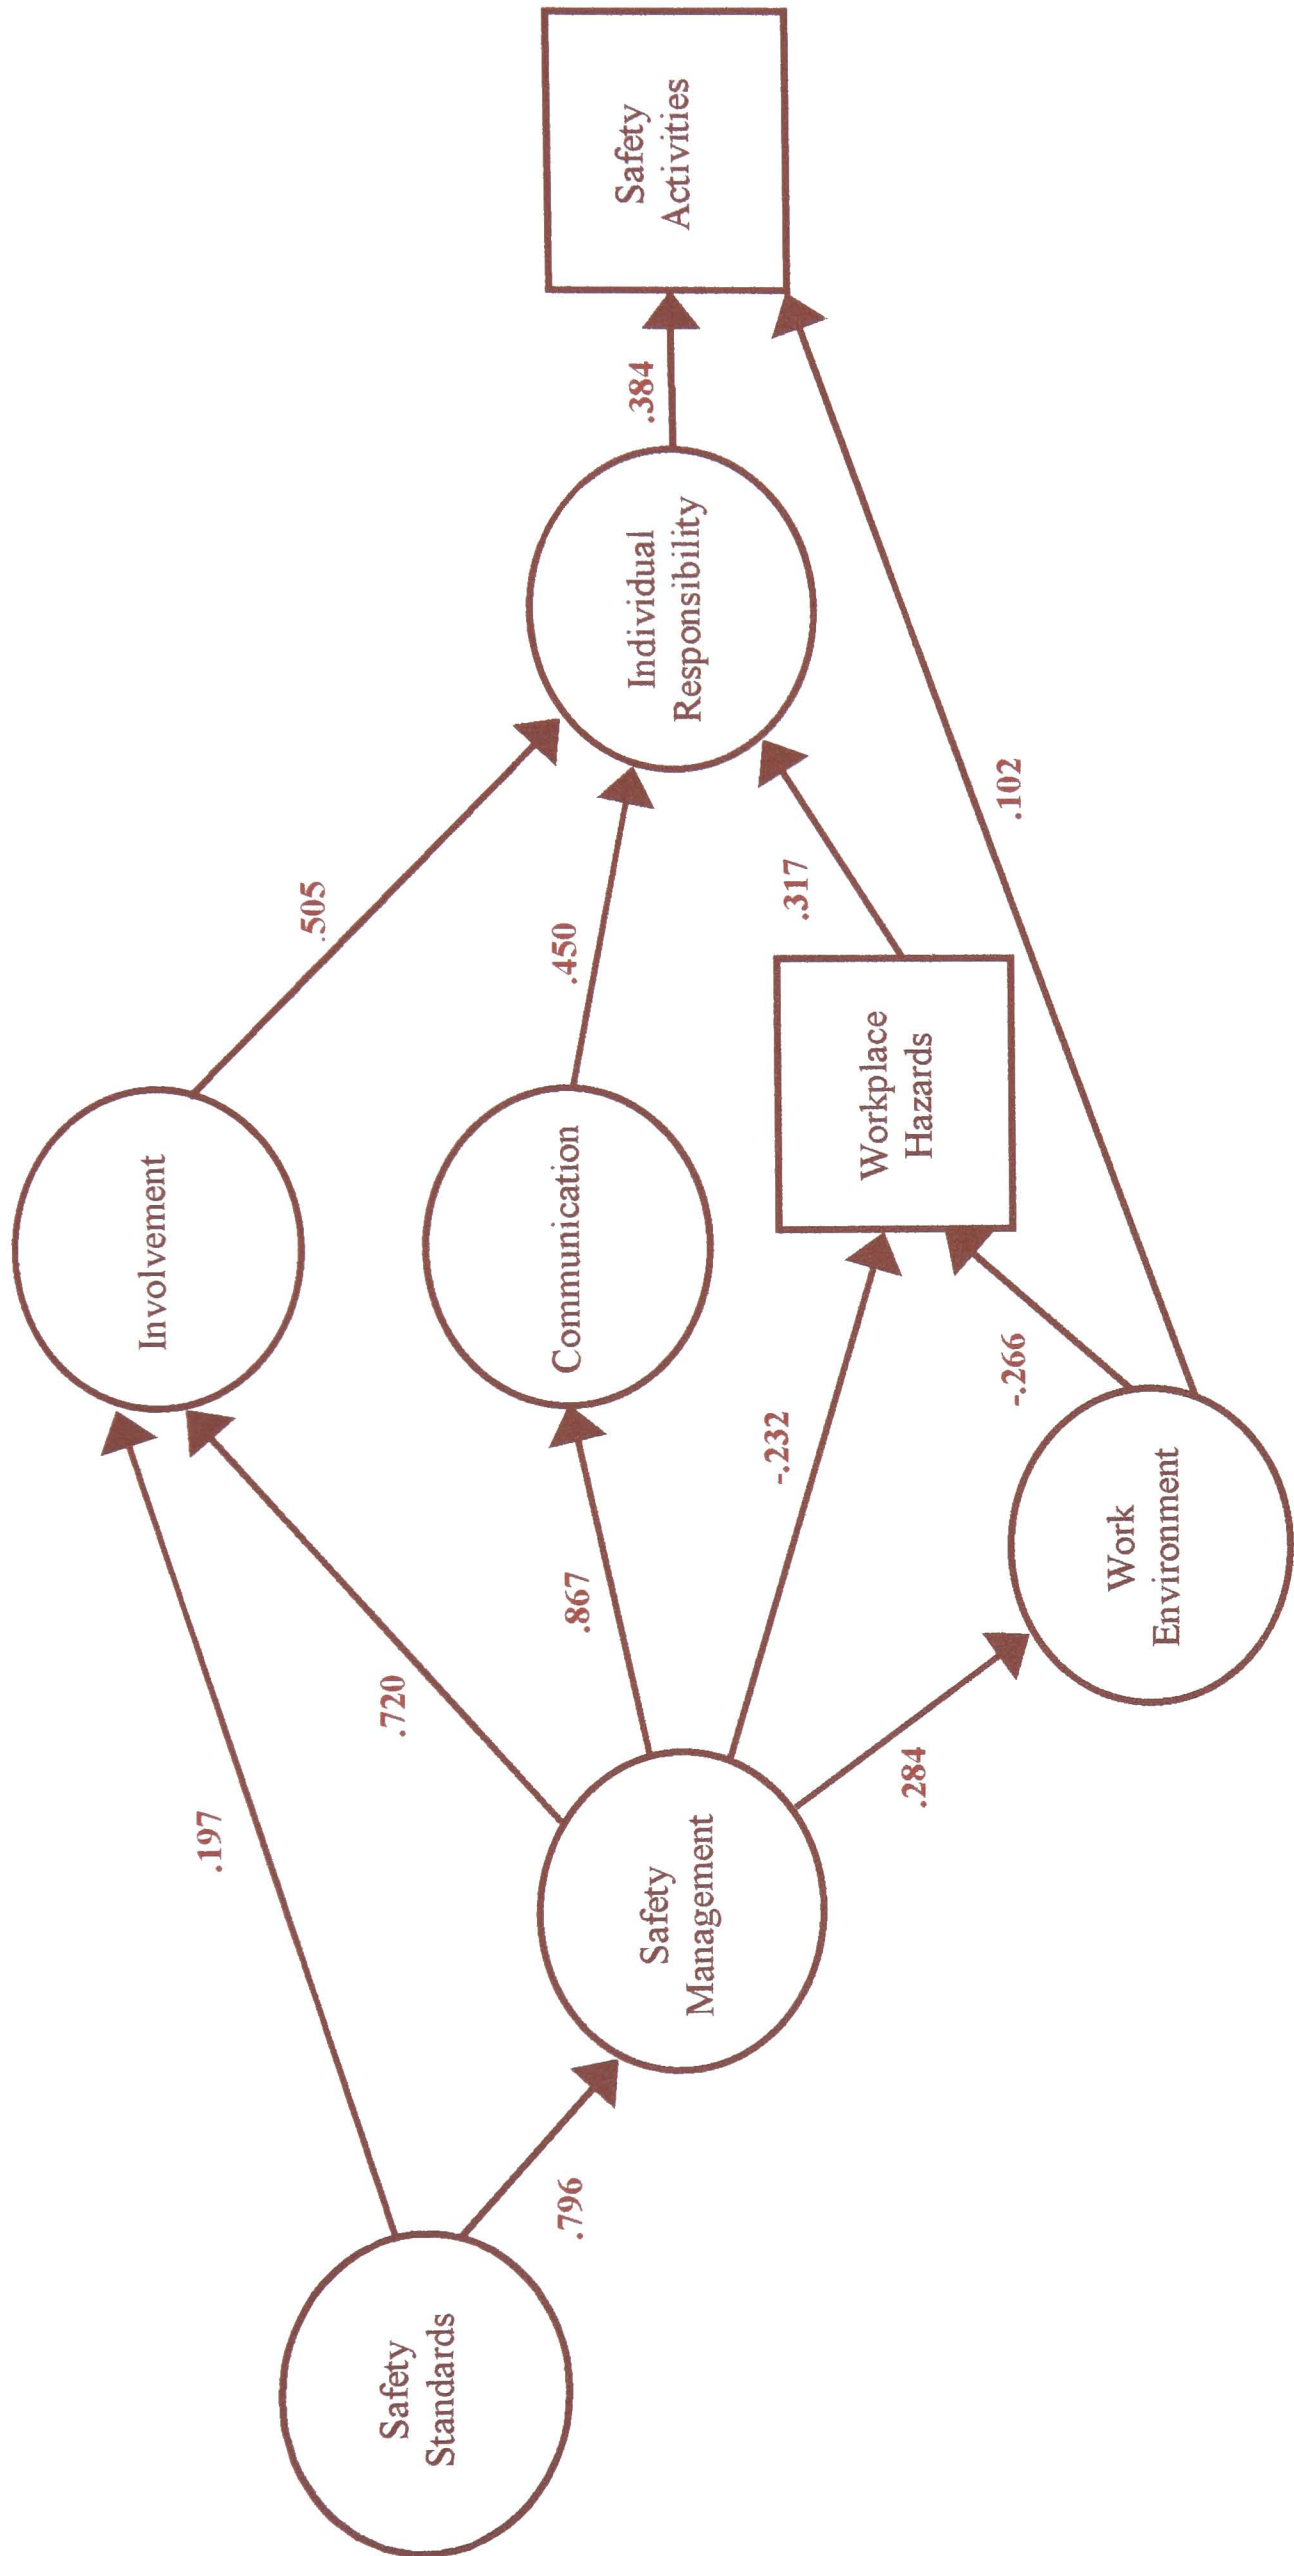 Safety
Standards
.197
.796
Safety
Management
.720
.867
-.232
.284
Involvement
Communication
Work
Environment
-.266
Workplace
Hazards
.505
.450
.317
.102
Individual
Responsibility
.384
Safety
Activities